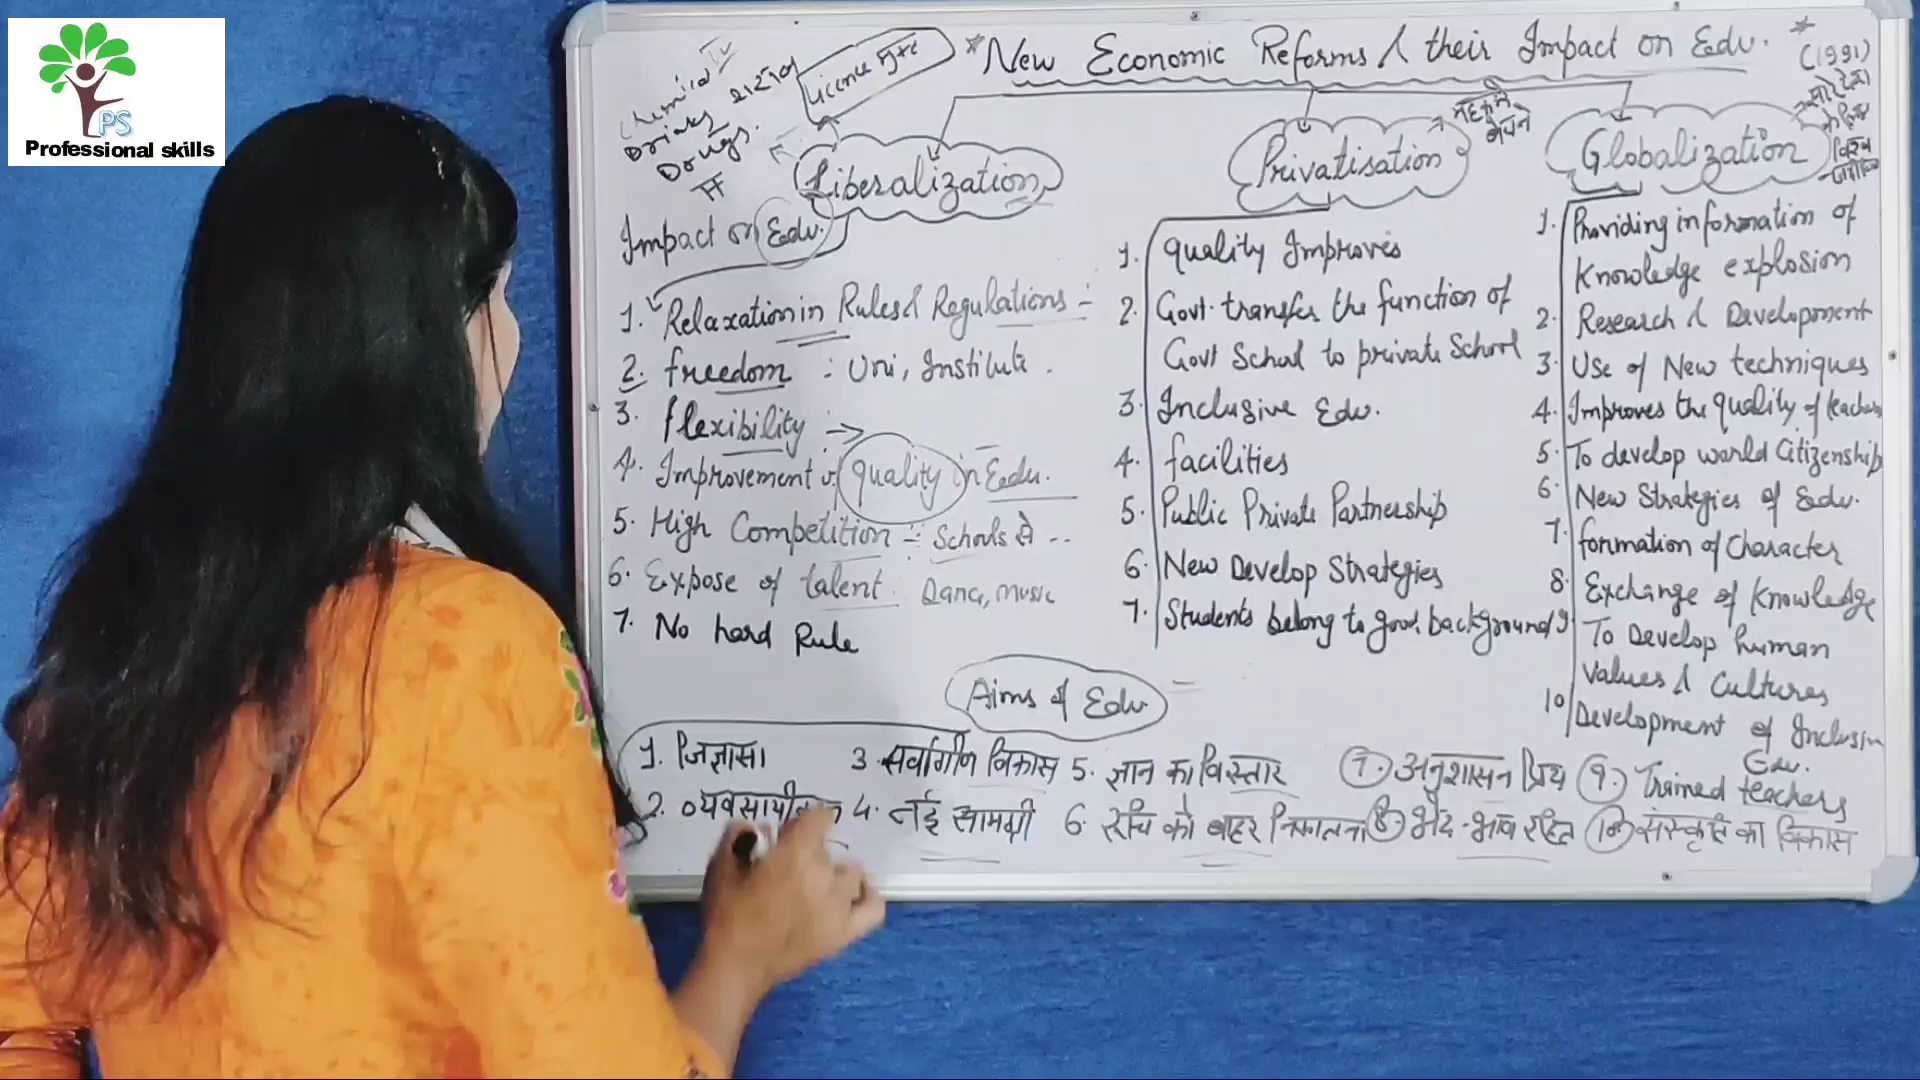 PS
Professional skills
* New Economic Reforms & their Impact on Edu. *
(1991)
IV
Chemical
Drinks
Drugs.
Licence मुक्त
Liberalization
Privatisation
Globalization
Impact on Edu.
1. Relaxation in Rules & Regulations :-
2. freedom : Uni, Institute.
3. flexibility :→
4. Improvement of quality in Edu.
5. High Competition :- Schools से --
6. Expose of talent. Dance, music
7. No hard Rule
1. quality Improves
2. Govt. transfes the function of
Govt School to private School
3. Inclusive Edu.
4. facilities
5. Public Private Partnership
6. New Develop Strategies
7. Students belong to good background
1. Providing information of
Knowledge explosion
2. Research & Development
3. Use of New techniques
4. Improves the quality of teachers
5. To develop world Citizenship
6. New Strategies of Edu.
7. formation of Character
8. Exchange of Knowledge
9. To Develop human
Values & Cultures
10 Development of Inclusive
Edu.
Aims of Edu.
1. जिज्ञासा 3. सर्वागीण विकास 5. ज्ञान का विस्तार 7. अनुशासन प्रिय 9. Trained teachers
2. 4. नई सामग्री 6. रुचि को बाहर निकालना 8. भेद-भाव रहित 10. संस्कृति का विकास